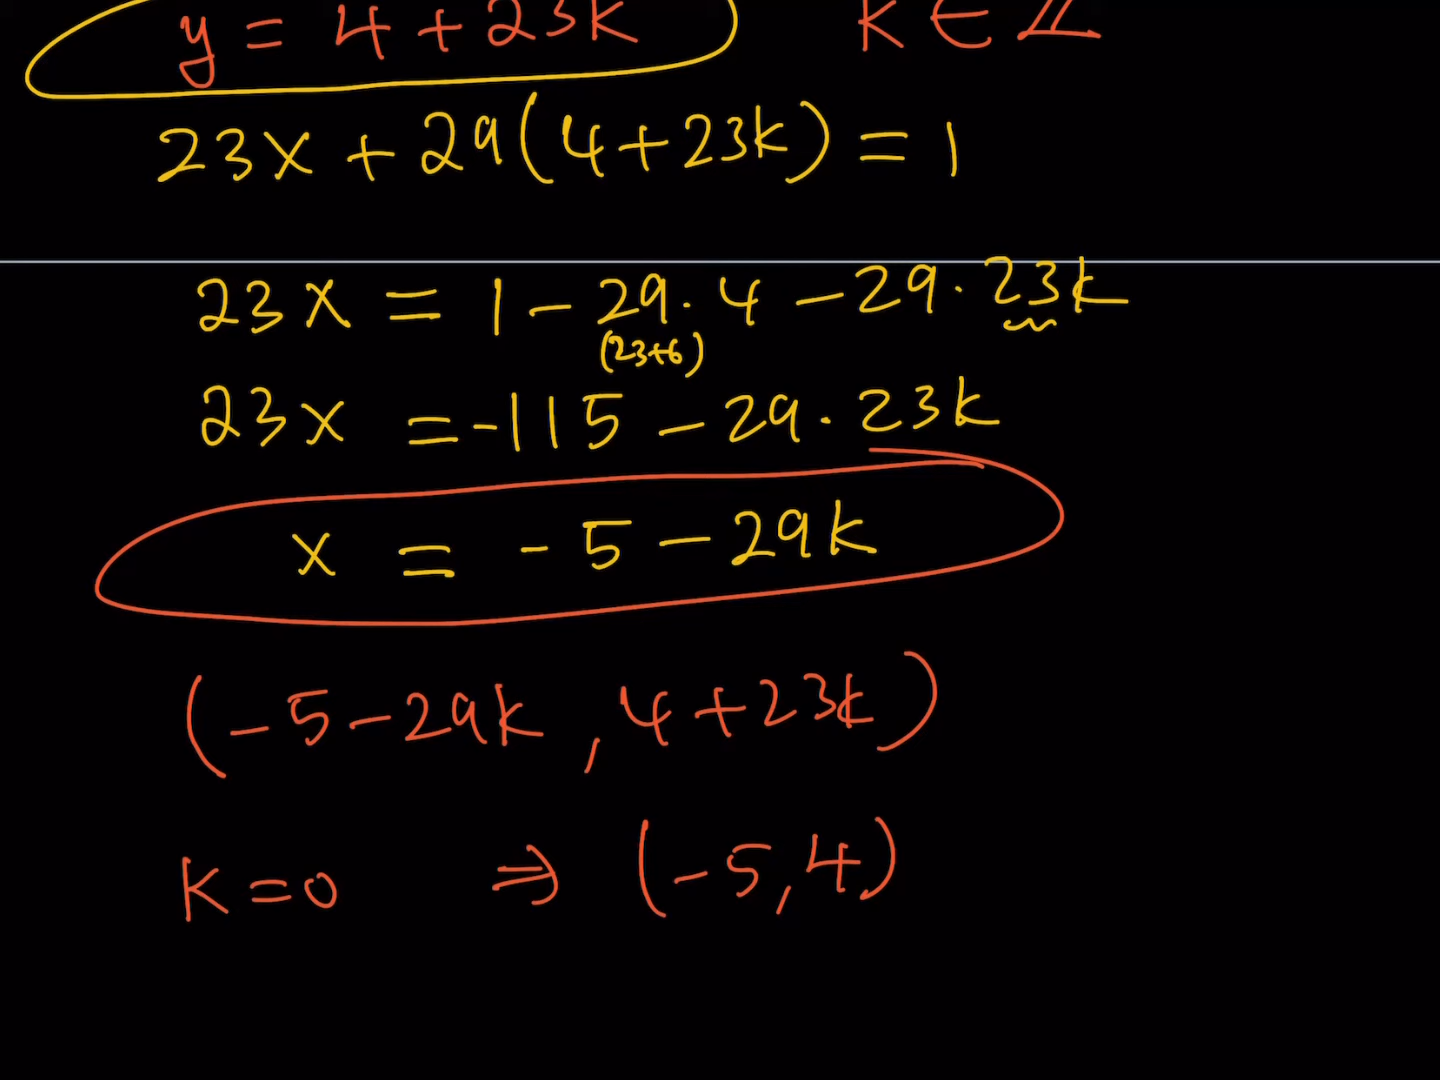 y = 4 + 23k k ∈ ℤ
23x + 29(4+23k) = 1
23x = 1 - 29·4 - 29·23k
(23+6)
23x = -115 - 29·23k
x = -5 - 29k
(-5-29k, 4+23k)
k=0 ⇒ (-5,4)